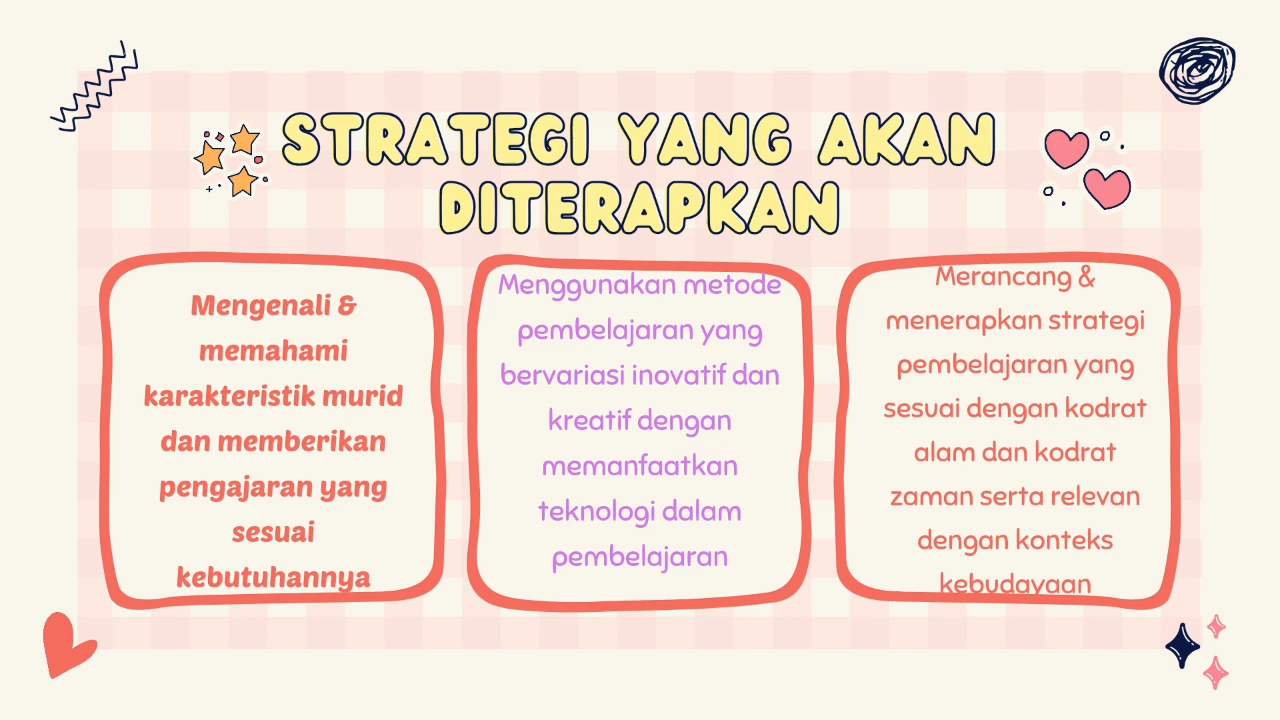 STRATEGI YANG AKAN
DITERAPKAN
Mengenali &
memahami
karakteristik murid
dan memberikan
pengajaran yang
sesuai
kebutuhannya
Menggunakan metode
pembelajaran yang
bervariasi inovatif dan
kreatif dengan
memanfaatkan
teknologi dalam
pembelajaran
Merancang &
menerapkan strategi
pembelajaran yang
sesuai dengan kodrat
alam dan kodrat
zaman serta relevan
dengan konteks
kebudayaan